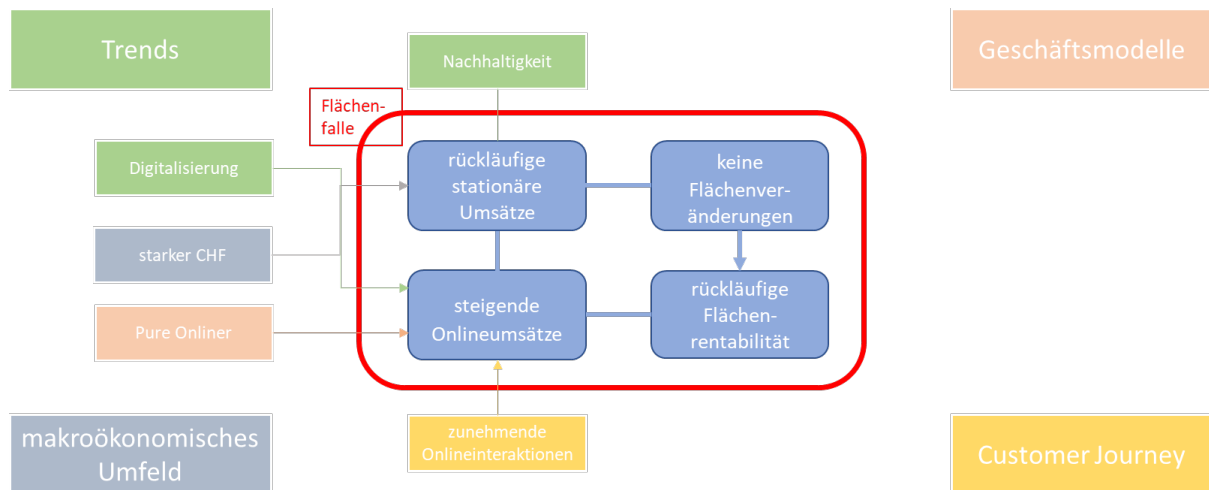 Trends
Geschäftsmodelle
Nachhaltigkeit
Flächen-
falle
Digitalisierung
rückläufige
stationäre
Umsätze
keine
Flächenver-
änderungen
starker CHF
steigende
Onlineumsätze
rückläufige
Flächen-
rentabilität
Pure Onliner
makroökonomisches
Umfeld
zunehmende
Onlineinteraktionen
Customer Journey